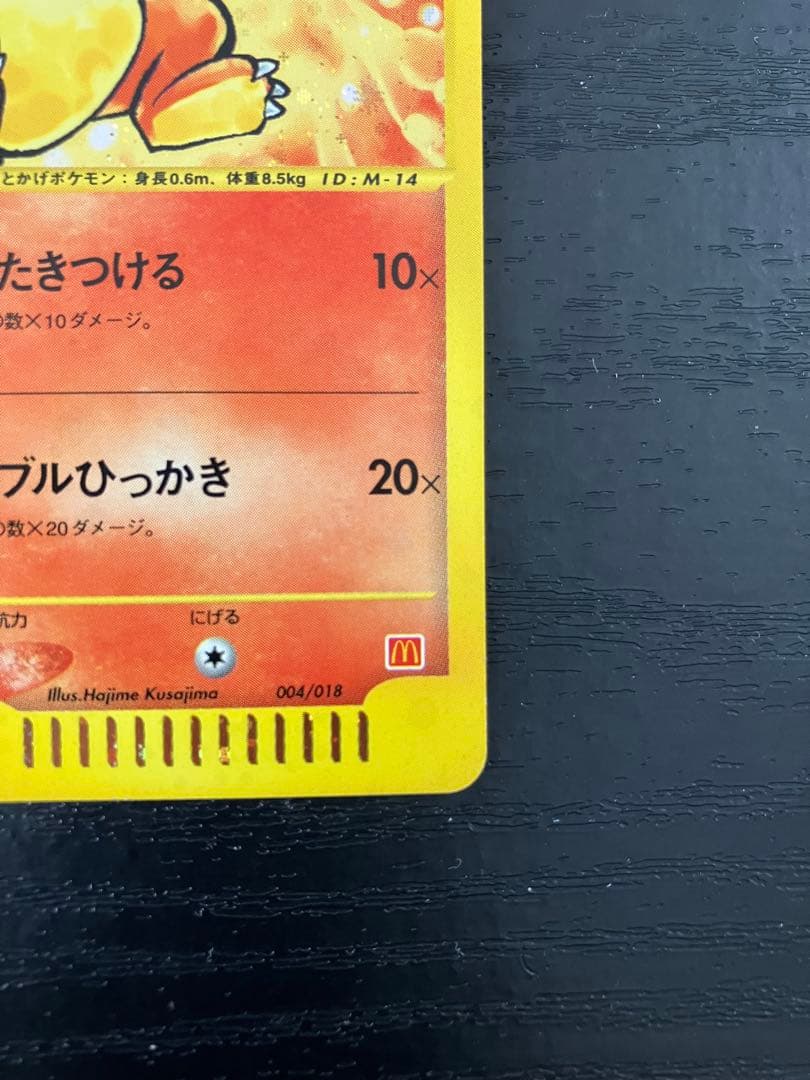 とかげポケモン：身長0.6m、体重8.5kg ID:M-14
たきつける 10×
数×10ダメージ。
ブルひっかき 20×
数×20ダメージ。
抗力 にげる
Illus.Hajime Kusajima 004/018